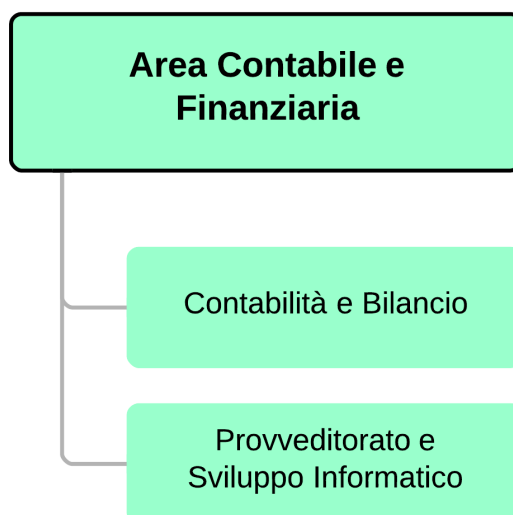 Area Contabile e
Finanziaria
Contabilità e Bilancio
Provveditorato e
Sviluppo Informatico